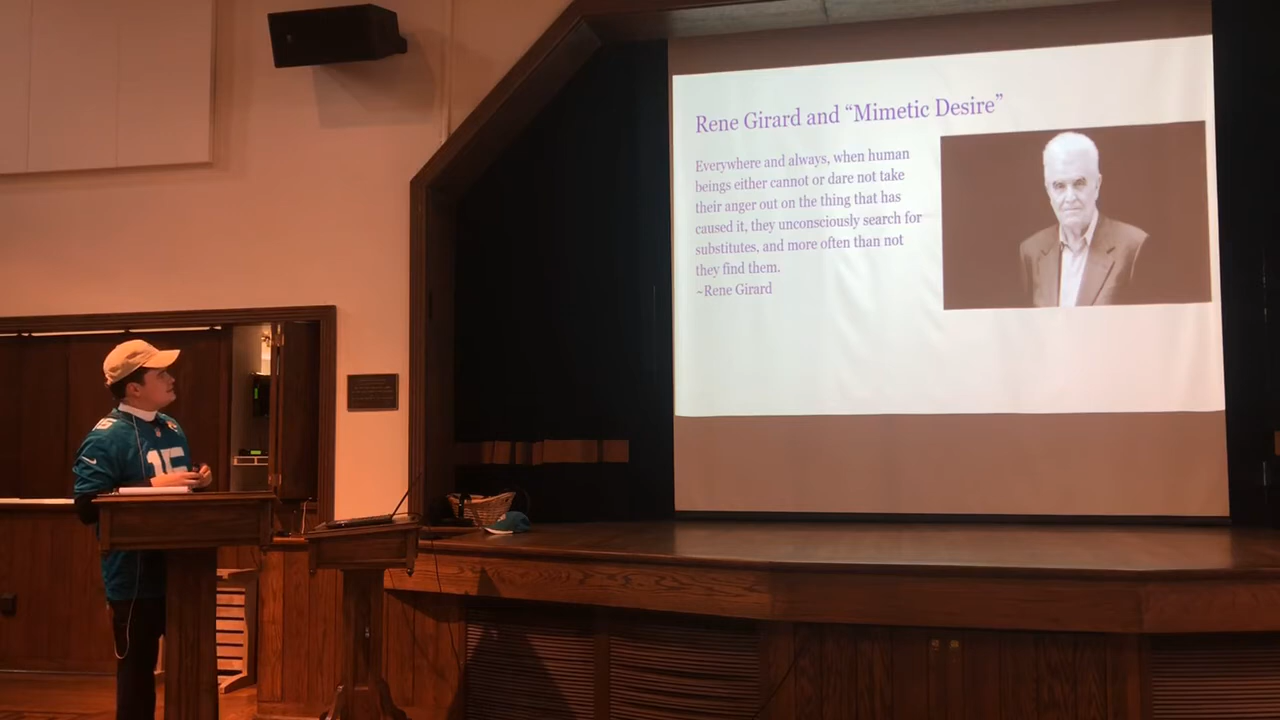 Rene Girard and “Mimetic Desire”
Everywhere and always, when human
beings either cannot or dare not take
their anger out on the thing that has
caused it, they unconsciously search for
substitutes, and more often than not
they find them.
~Rene Girard
15